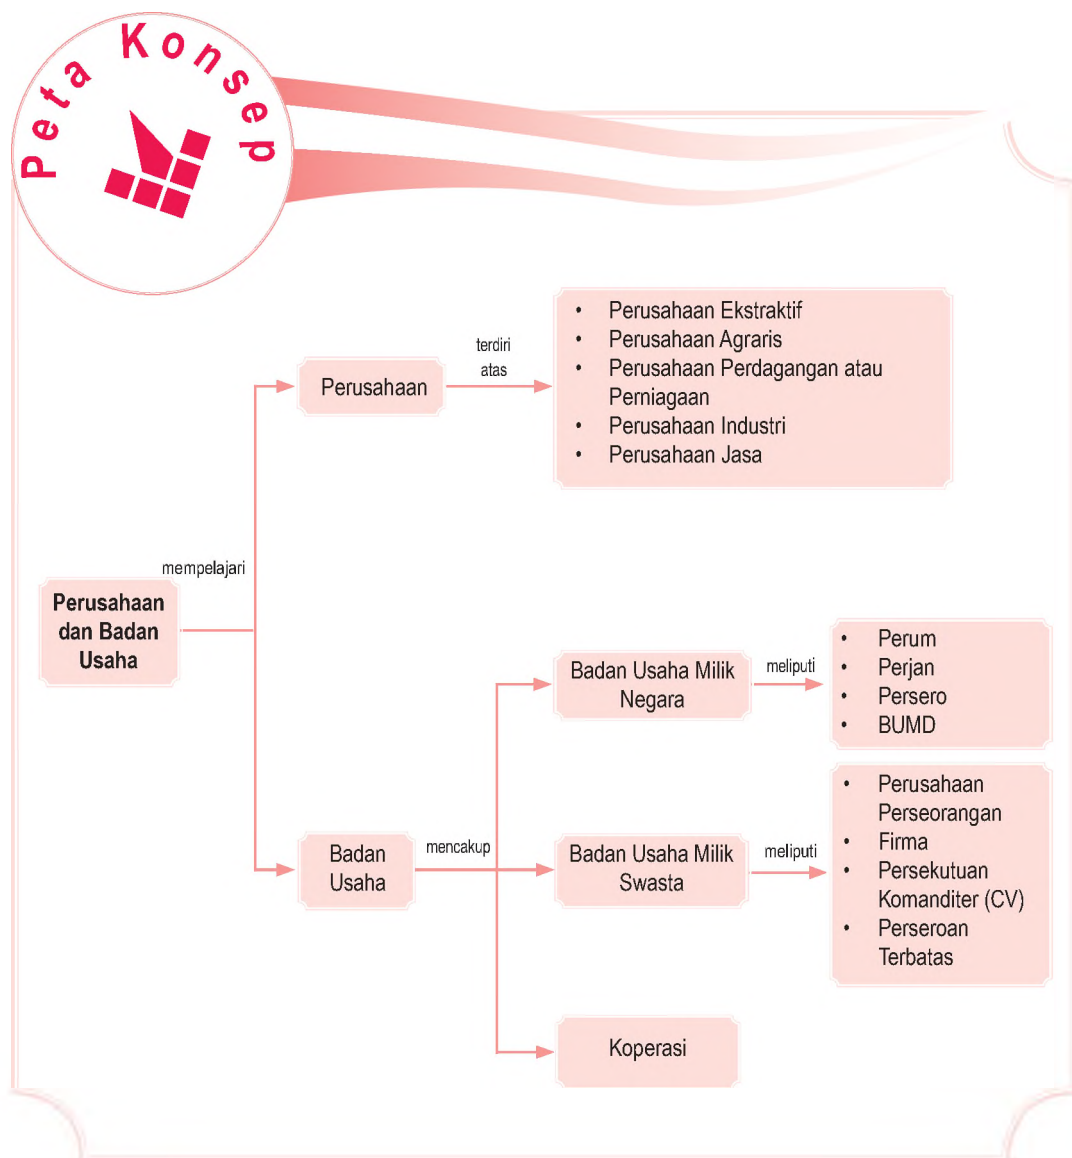 Peta Konsep
• Perusahaan Ekstraktif
• Perusahaan Agraris
• Perusahaan Perdagangan atau
Perniagaan
• Perusahaan Industri
• Perusahaan Jasa
terdiri
atas
Perusahaan
mempelajari
Perusahaan
dan Badan
Usaha
Badan Usaha Milik
Negara
meliputi
• Perum
• Perjan
• Persero
• BUMD
Badan
Usaha
mencakup
Badan Usaha Milik
Swasta
meliputi
• Perusahaan
Perseorangan
• Firma
• Persekutuan
Komanditer (CV)
• Perseroan
Terbatas
Koperasi